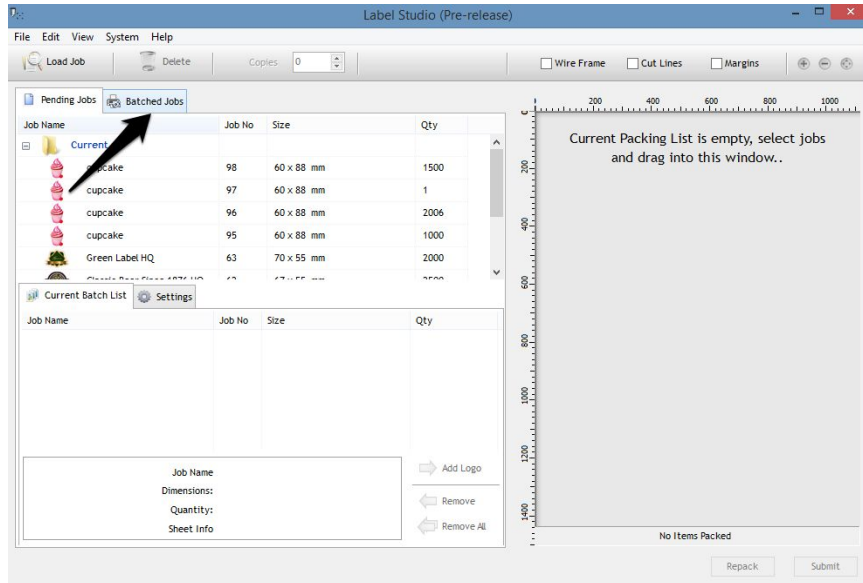 Label Studio (Pre-release)
File Edit View System Help
Load Job Delete Copies 0 Wire Frame Cut Lines Margins
Pending Jobs Batched Jobs
Job Name Job No Size Qty
Current
cupcake 98 60 x 88 mm 1500
cupcake 97 60 x 88 mm 1
cupcake 96 60 x 88 mm 2006
cupcake 95 60 x 88 mm 1000
Green Label HQ 63 70 x 55 mm 2000
Current Batch List Settings
Job Name Job No Size Qty
Job Name
Dimensions:
Quantity:
Sheet Info
Add Logo
Remove
Remove All
200 400 600 800 1000
200
400
600
800
1000
1200
1400
Current Packing List is empty, select jobs
and drag into this window..
No Items Packed
Repack Submit